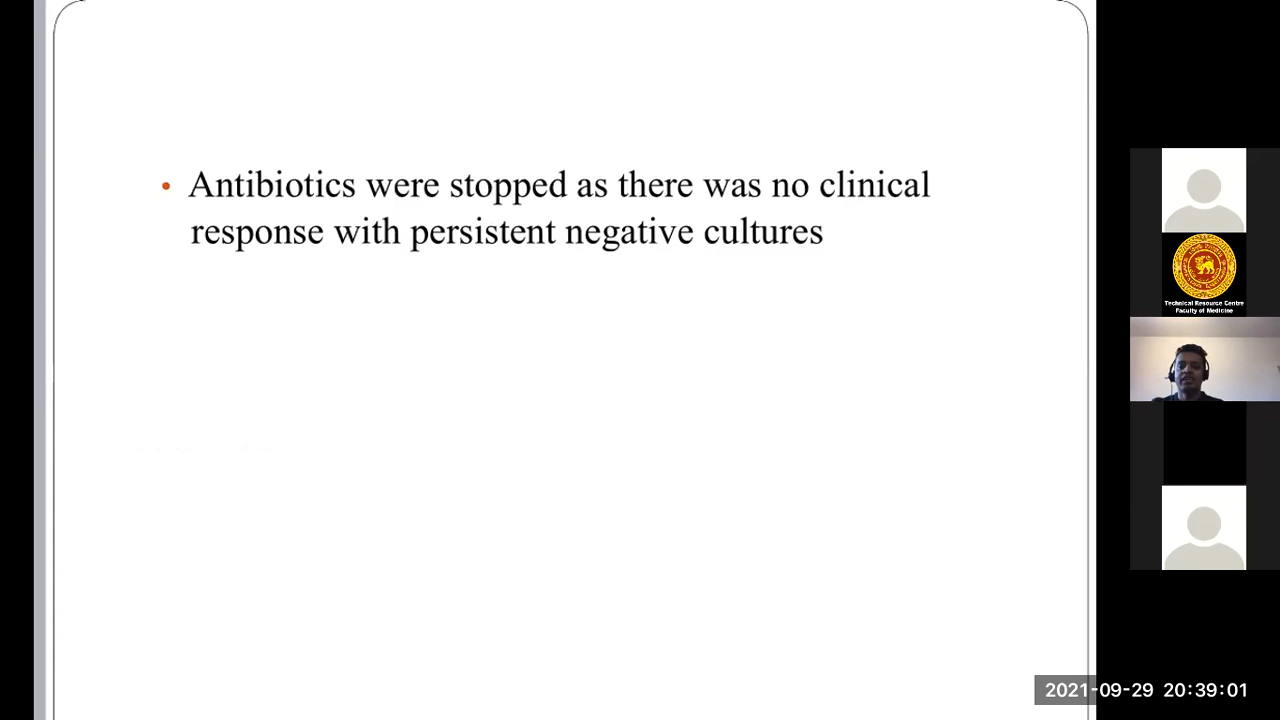 Antibiotics were stopped as there was no clinical
response with persistent negative cultures
Technical Resource Centre
Faculty of Medicine
2021-09-29 20:39:01